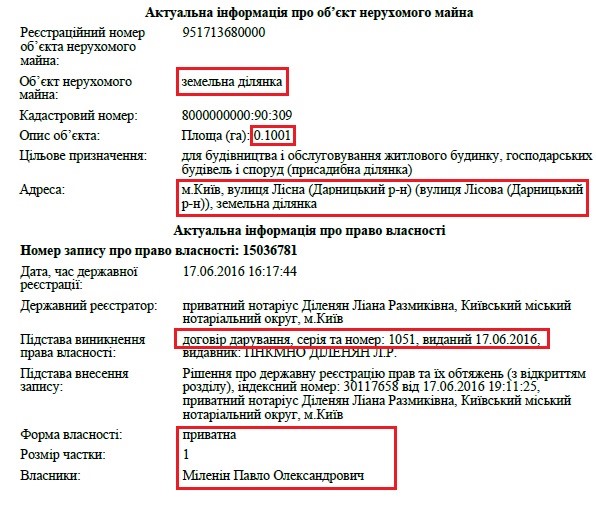 Актуальна інформація про об’єкт нерухомого майна
Реєстраційний номер 951713680000
об’єкта нерухомого
майна:
Об’єкт нерухомого земельна ділянка
майна:
Кадастровий номер: 8000000000:90:309
Опис об’єкта: Площа (га): 0.1001
Цільове призначення: для будівництва і обслуговування житлового будинку, господарських
будівель і споруд (присадибна ділянка)
Адреса: м.Київ, вулиця Лісна (Дарницький р-н) (вулиця Лісова (Дарницький
р-н)), земельна ділянка
Актуальна інформація про право власності
Номер запису про право власності: 15036781
Дата, час державної 17.06.2016 16:17:44
реєстрації:
Державний реєстратор: приватний нотаріус Діленян Ліана Размиківна, Київський міський
нотаріальний округ, м.Київ
Підстава виникнення договір дарування, серія та номер: 1051, виданий 17.06.2016,
права власності: видавник: ПНКМНО ДІЛЕНЯН Л.Р.
Підстава внесення Рішення про державну реєстрацію прав та їх обтяжень (з відкриттям
запису: розділу), індексний номер: 30117658 від 17.06.2016 19:11:25,
приватний нотаріус Діленян Ліана Размиківна, Київський міський
нотаріальний округ, м.Київ
Форма власності: приватна
Розмір частки: 1
Власники: Міленін Павло Олександрович